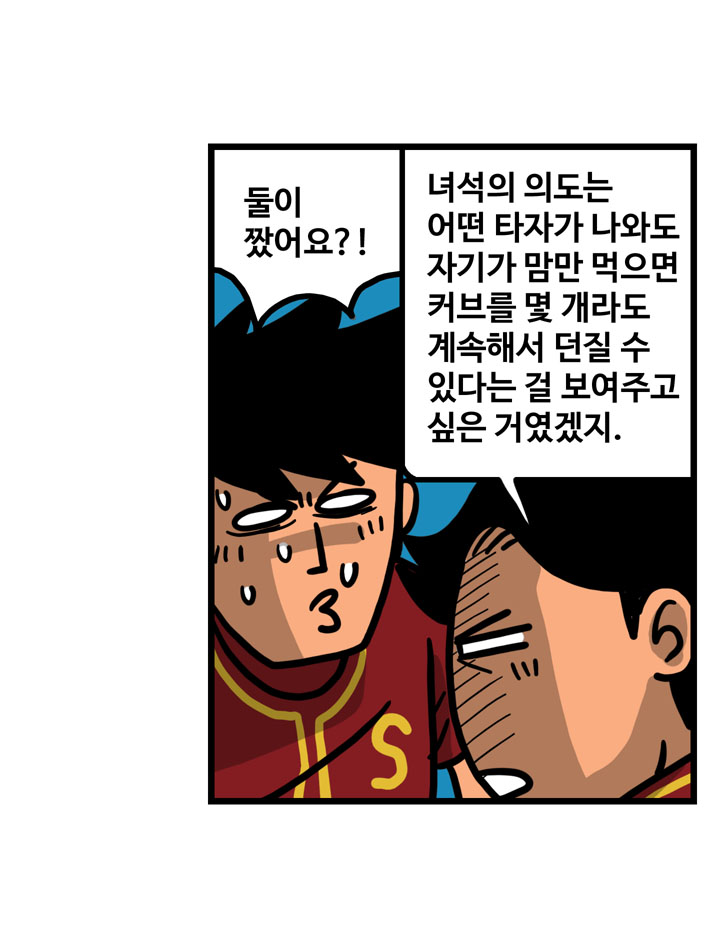 둘이
짰어요?!
녀석의 의도는
어떤 타자가 나와도
자기가 맘만 먹으면
커브를 몇 개라도
계속해서 던질 수
있다는 걸 보여주고
싶은 거였겠지.
S